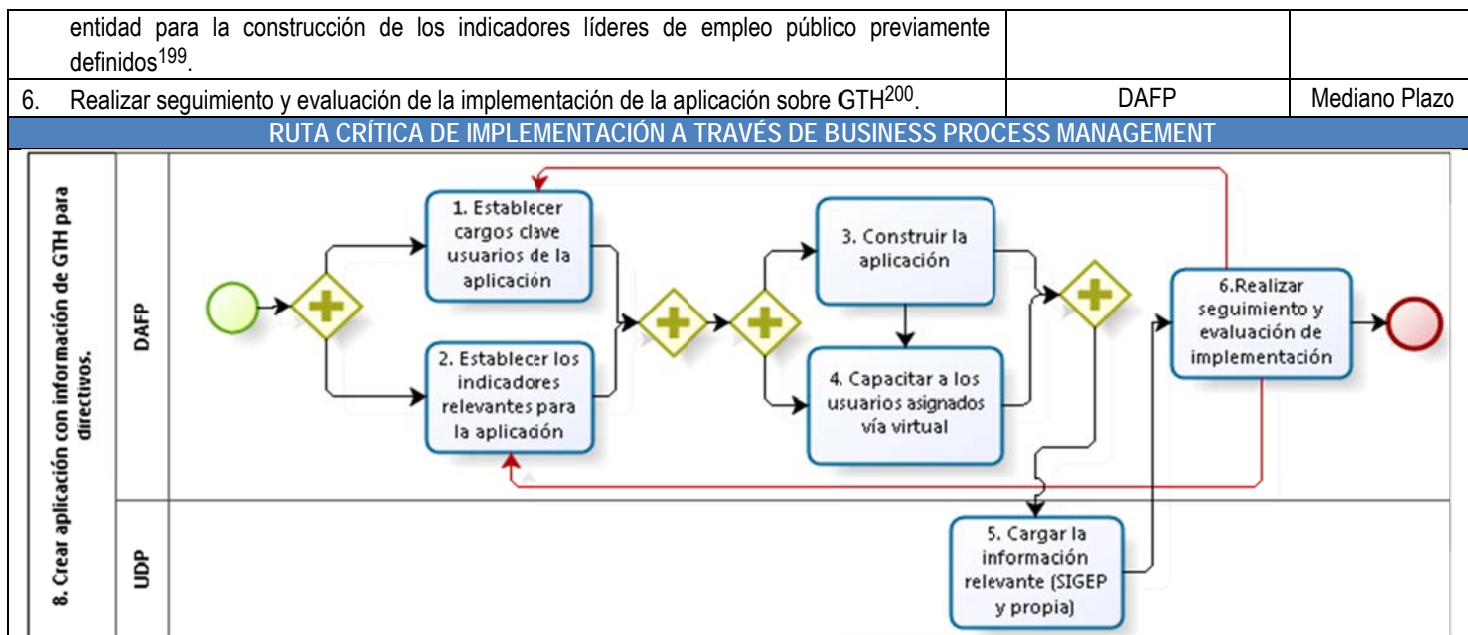 entidad para la construcción de los indicadores líderes de empleo público previamente
definidos199.
6. Realizar seguimiento y evaluación de la implementación de la aplicación sobre GTH200. DAFP Mediano Plazo
RUTA CRÍTICA DE IMPLEMENTACIÓN A TRAVÉS DE BUSINESS PROCESS MANAGEMENT
8. Crear aplicación con información de GTH para
directivos.
DAFP
1. Establecer
cargos clave
usuarios de la
aplicación
2. Establecer los
indicadores
relevantes para
la aplicación
3. Construir la
aplicación
4. Capacitar a los
usuarios asignados
vía virtual
6.Realizar
seguimiento y
evaluación de
implementación
UDP
5. Cargar la
información
relevante (SIGEP
y propia)